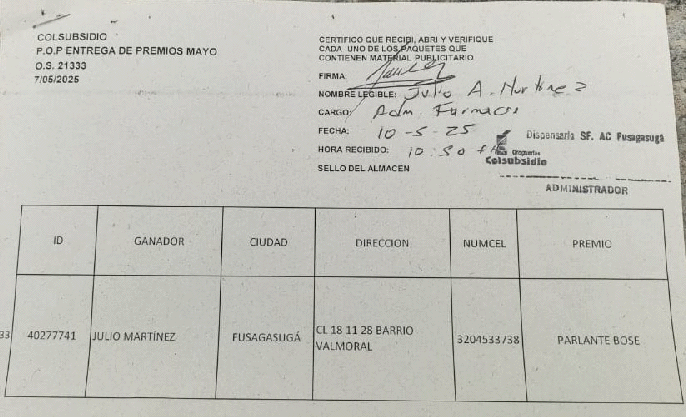 COLSUBSIDIO
P.O.P ENTREGA DE PREMIOS MAYO
O.S. 21333
7/05/2025
CERTIFICO QUE RECIBI, ABRI Y VERIFIQUE
CADA UNO DE LOS PAQUETES QUE
CONTIENEN MATERIAL PUBLICITARIO
FIRMA
NOMBRE LEGIBLE: Julio A. Martinez
CARGO: Adm. Farmacia
FECHA: 10-5-25
HORA RECIBIDO: 10:30
SELLO DEL ALMACEN
Dispensario SF. AC Fusagasugá
Droguerías
Colsubsidio
ADMINISTRADOR
ID GANADOR CIUDAD DIRECCION NUMCEL PREMIO
33 40277741 JULIO MARTÍNEZ FUSAGASUGÁ CL 18 11 28 BARRIO VALMORAL 3204533738 PARLANTE BOSE